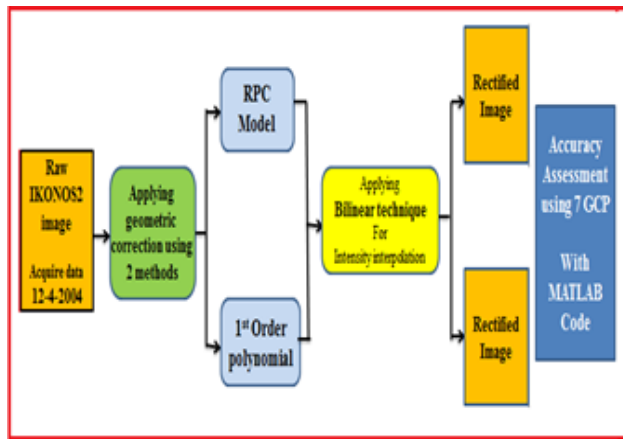 Raw
IKONOS2
image
Acquire data
12-4-2004
Applying
geometric
correction using
2 methods
RPC
Model
1st Order
polynomial
Applying
Bilinear technique
For
Intensity interpolation
Rectified
Image
Rectified
Image
Accuracy
Assessment
using 7 GCP
With
MATLAB
Code